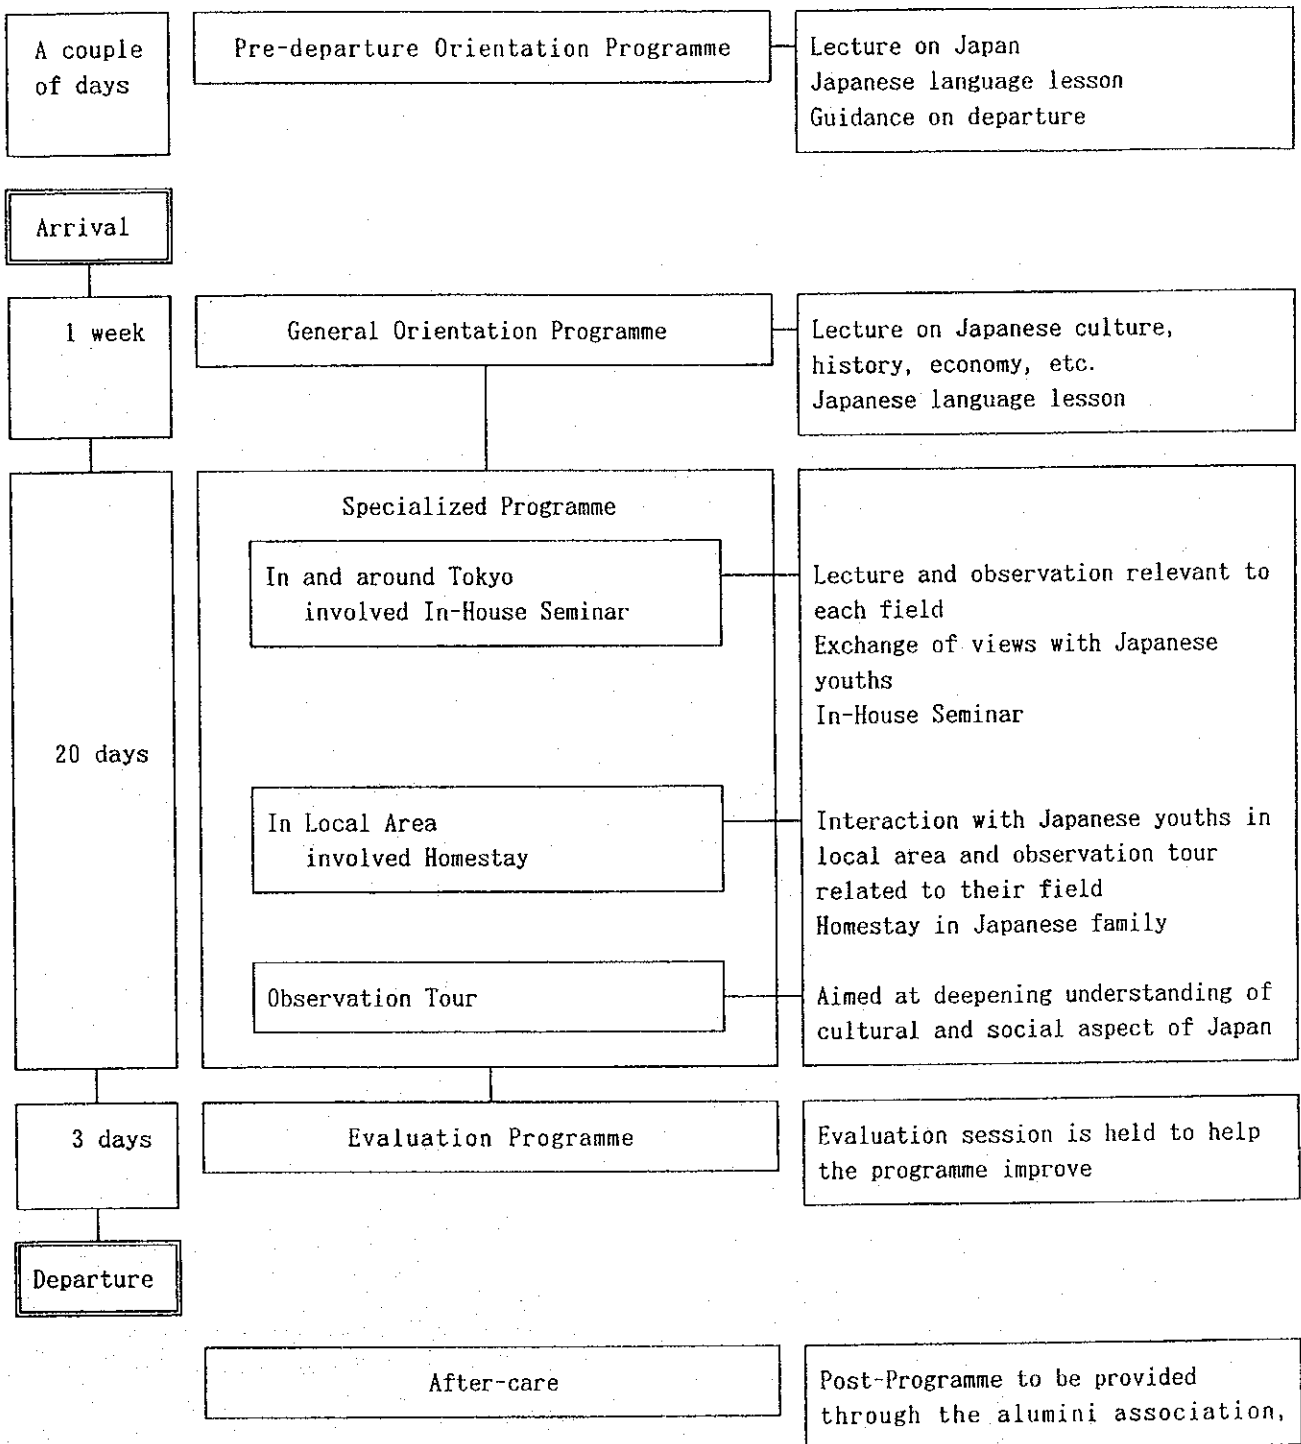 A couple
of days
Pre-departure Orientation Programme
Lecture on Japan
Japanese language lesson
Guidance on departure
Arrival
1 week
General Orientation Programme
Lecture on Japanese culture,
history, economy, etc.
Japanese language lesson
20 days
Specialized Programme
In and around Tokyo
involved In-House Seminar
Lecture and observation relevant to
each field
Exchange of views with Japanese
youths
In-House Seminar
In Local Area
involved Homestay
Interaction with Japanese youths in
local area and observation tour
related to their field
Homestay in Japanese family
Observation Tour
Aimed at deepening understanding of
cultural and social aspect of Japan
3 days
Evaluation Programme
Evaluation session is held to help
the programme improve
Departure
After-care
Post-Programme to be provided
through the alumini association,